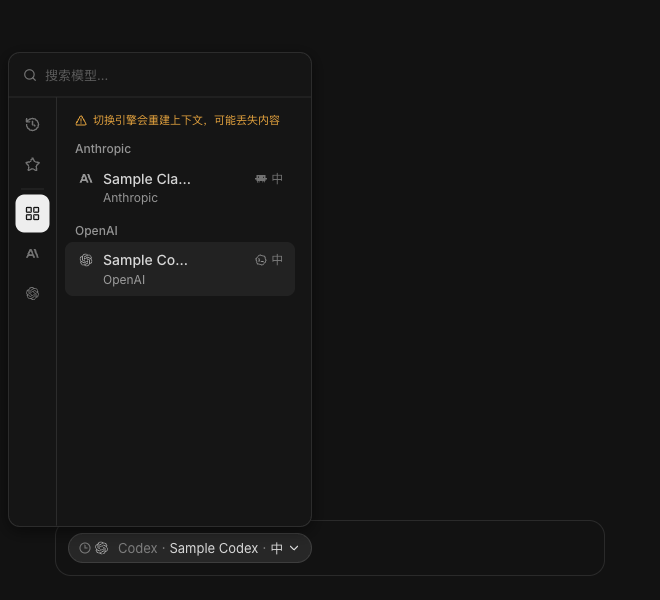 搜索模型...
切换引擎会重建上下文，可能丢失内容
Anthropic
Sample Cla... 中
Anthropic
OpenAI
Sample Co... 中
OpenAI
Codex · Sample Codex · 中